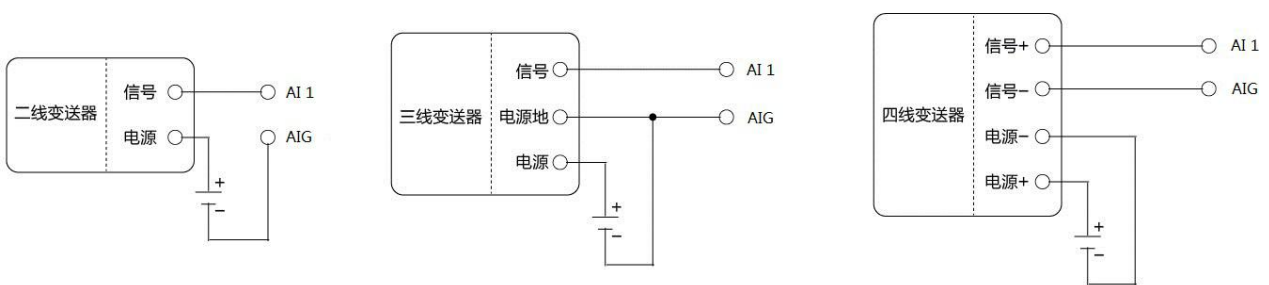 二线变送器
信号
AI 1
电源
AIG
+
−
三线变送器
信号
AI 1
电源地
AIG
电源
+
−
四线变送器
信号+
AI 1
信号−
AIG
电源−
电源+
+
−